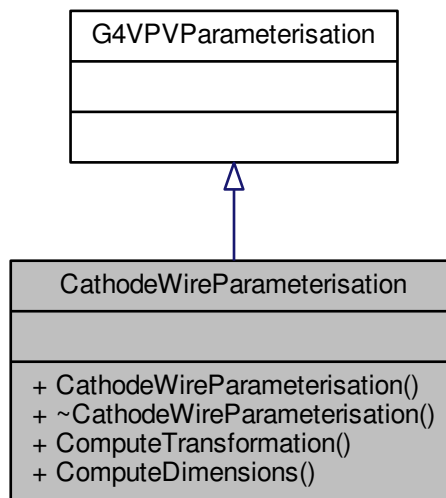 G4VPVParameterisation
CathodeWireParameterisation
+ CathodeWireParameterisation()
+ ~CathodeWireParameterisation()
+ ComputeTransformation()
+ ComputeDimensions()